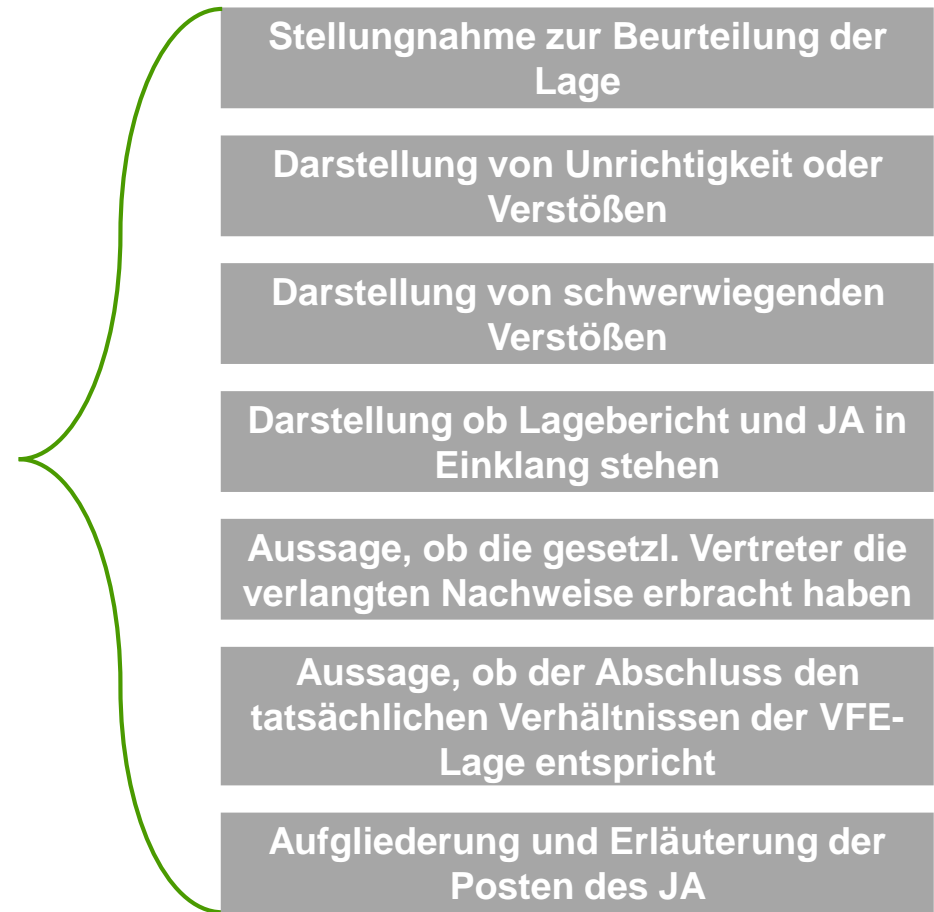 Stellungnahme zur Beurteilung der
Lage
Darstellung von Unrichtigkeit oder
Verstößen
Darstellung von schwerwiegenden
Verstößen
Darstellung ob Lagebericht und JA in
Einklang stehen
Aussage, ob die gesetzl. Vertreter die
verlangten Nachweise erbracht haben
Aussage, ob der Abschluss den
tatsächlichen Verhältnissen der VFE-
Lage entspricht
Aufgliederung und Erläuterung der
Posten des JA